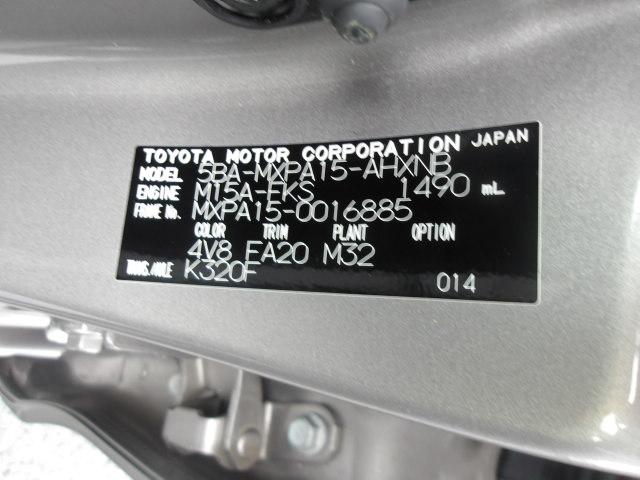 TOYOTA MOTOR CORPORATION JAPAN
MODEL 5BA-MXPA15-AHXNB
ENGINE M15A-FKS 1490 mL
FRAME No. MXPA15-0016885
COLOR TRIM PLANT OPTION
4V8 EA20 M32
TRANS./AXLE K320F 014